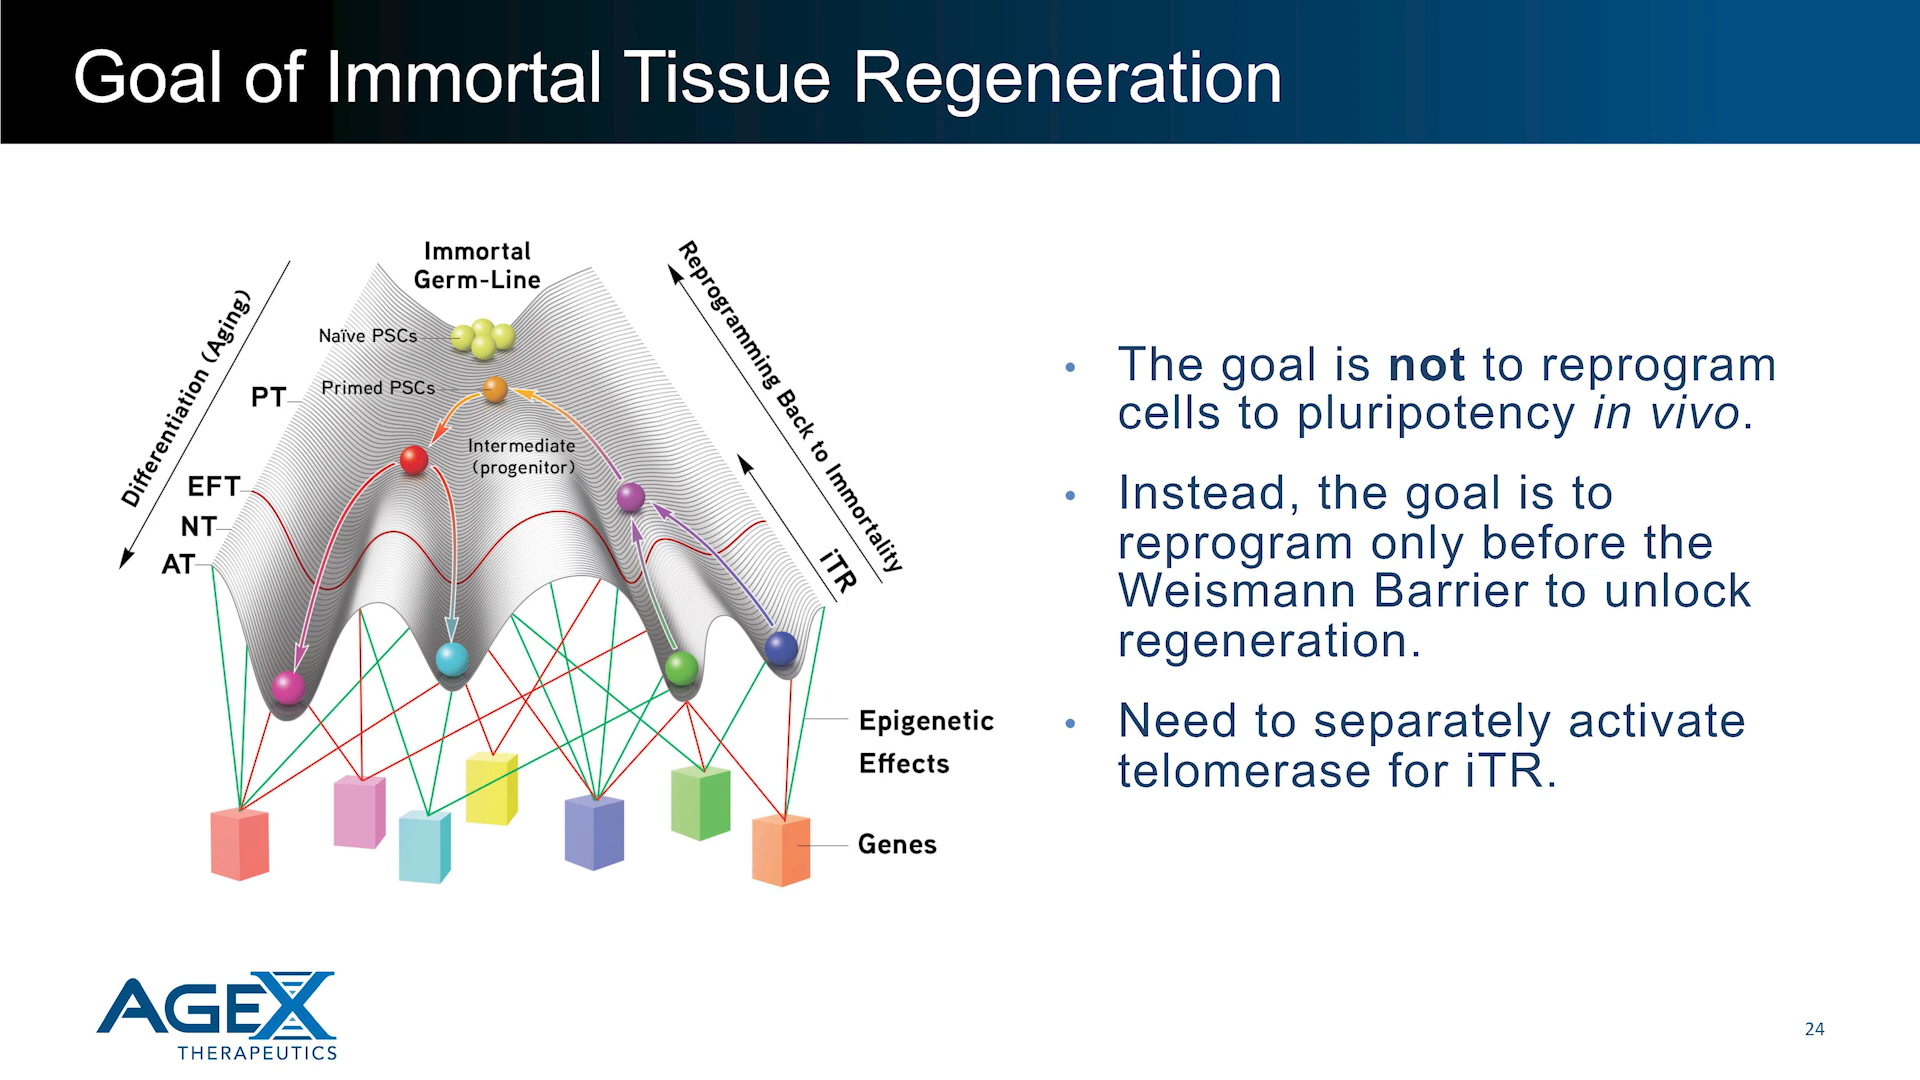 Goal of Immortal Tissue Regeneration
Immortal
Germ-Line
Naïve PSCs
Primed PSCs
Intermediate
(progenitor)
Differentiation (Aging)
PT
EFT
NT
AT
Reprogramming Back to Immortality
iTR
Epigenetic
Effects
Genes
• The goal is not to reprogram
cells to pluripotency in vivo.
• Instead, the goal is to
reprogram only before the
Weismann Barrier to unlock
regeneration.
• Need to separately activate
telomerase for iTR.
AGEX
THERAPEUTICS
24